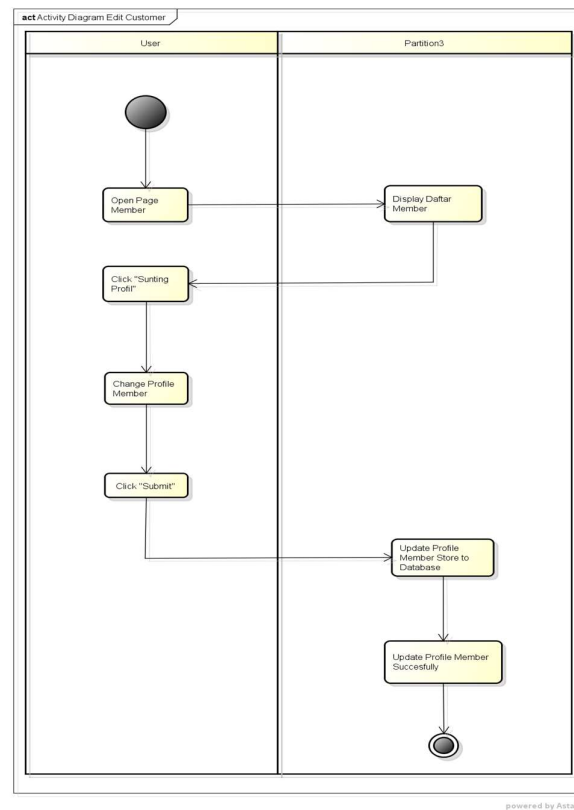 act Activity Diagram Edit Customer
User
Partition3
Open Page
Member
Display Daftar
Member
Click "Sunting
Profil"
Change Profile
Member
Click "Submit"
Update Profile
Member Store to
Database
Update Profile Member
Succesfully
powered by Asta